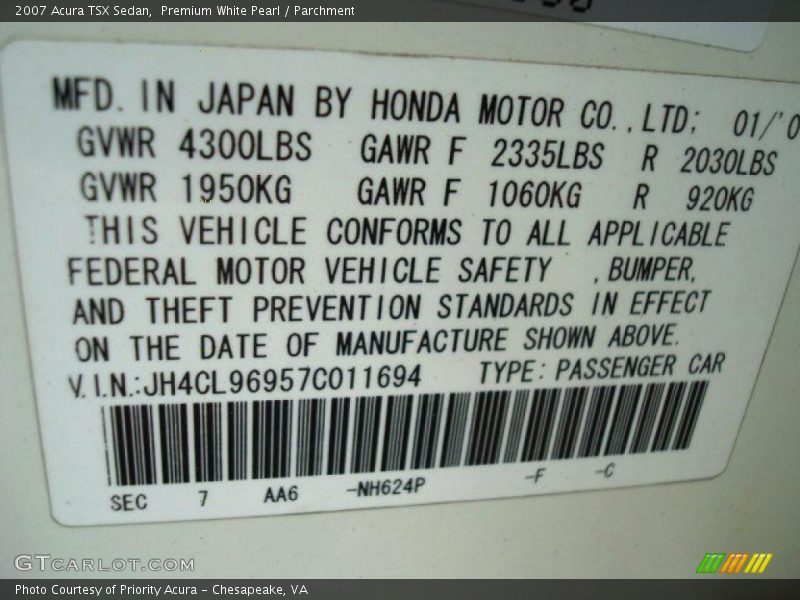 2007 Acura TSX Sedan,  Premium White Pearl / Parchment
MFD. IN JAPAN BY HONDA MOTOR CO., LTD; 01/'0
GVWR 4300LBS GAWR F 2335LBS R 2030LBS
GVWR 1950KG GAWR F 1060KG R 920KG
THIS VEHICLE CONFORMS TO ALL APPLICABLE
FEDERAL MOTOR VEHICLE SAFETY , BUMPER,
AND THEFT PREVENTION STANDARDS IN EFFECT
ON THE DATE OF MANUFACTURE SHOWN ABOVE.
V.I.N.:JH4CL96957C011694 TYPE: PASSENGER CAR
SEC 7 AA6 -NH624P -F -C
GTCARLOT.COM
Photo Courtesy of Priority Acura – Chesapeake, VA